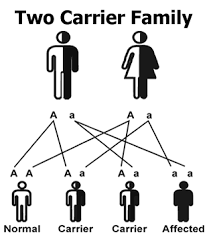 Two Carrier Family
A a A a
A A A a A a a a
Normal Carrier Carrier Affected